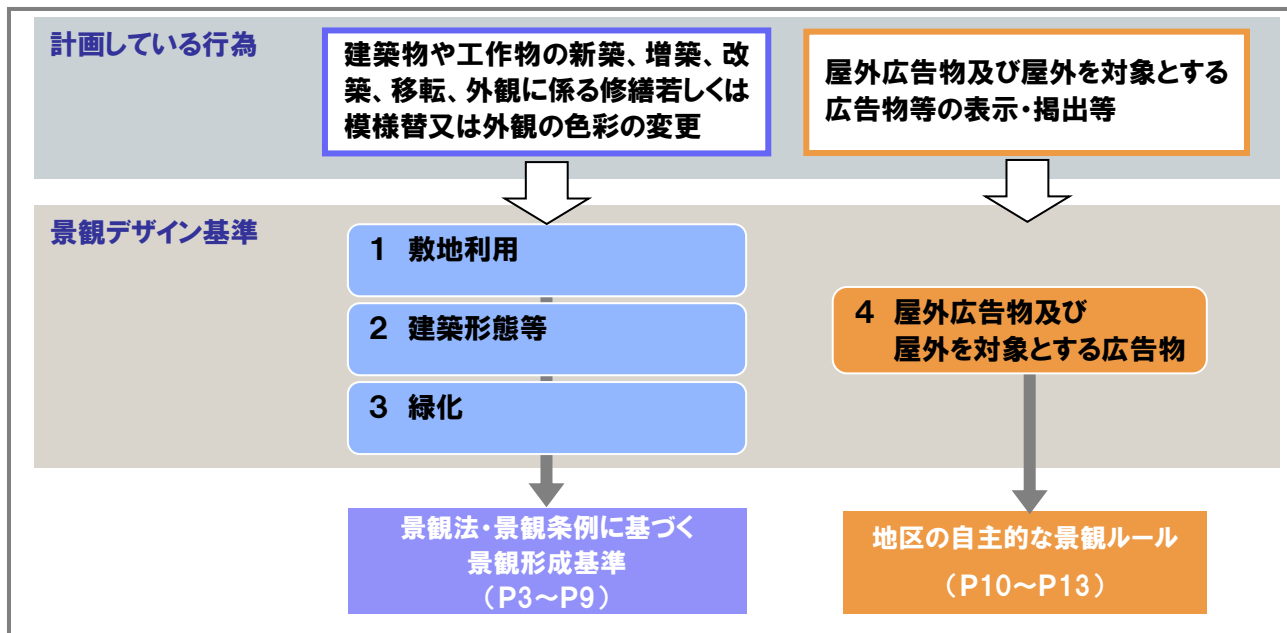 計画している行為
建築物や工作物の新築、増築、改
築、移転、外観に係る修繕若しくは
模様替又は外観の色彩の変更
屋外広告物及び屋外を対象とする
広告物等の表示・掲出等
景観デザイン基準
1 敷地利用
2 建築形態等
3 緑化
4 屋外広告物及び
屋外を対象とする広告物
景観法・景観条例に基づく
景観形成基準
(P3~P9)
地区の自主的な景観ルール
(P10~P13)